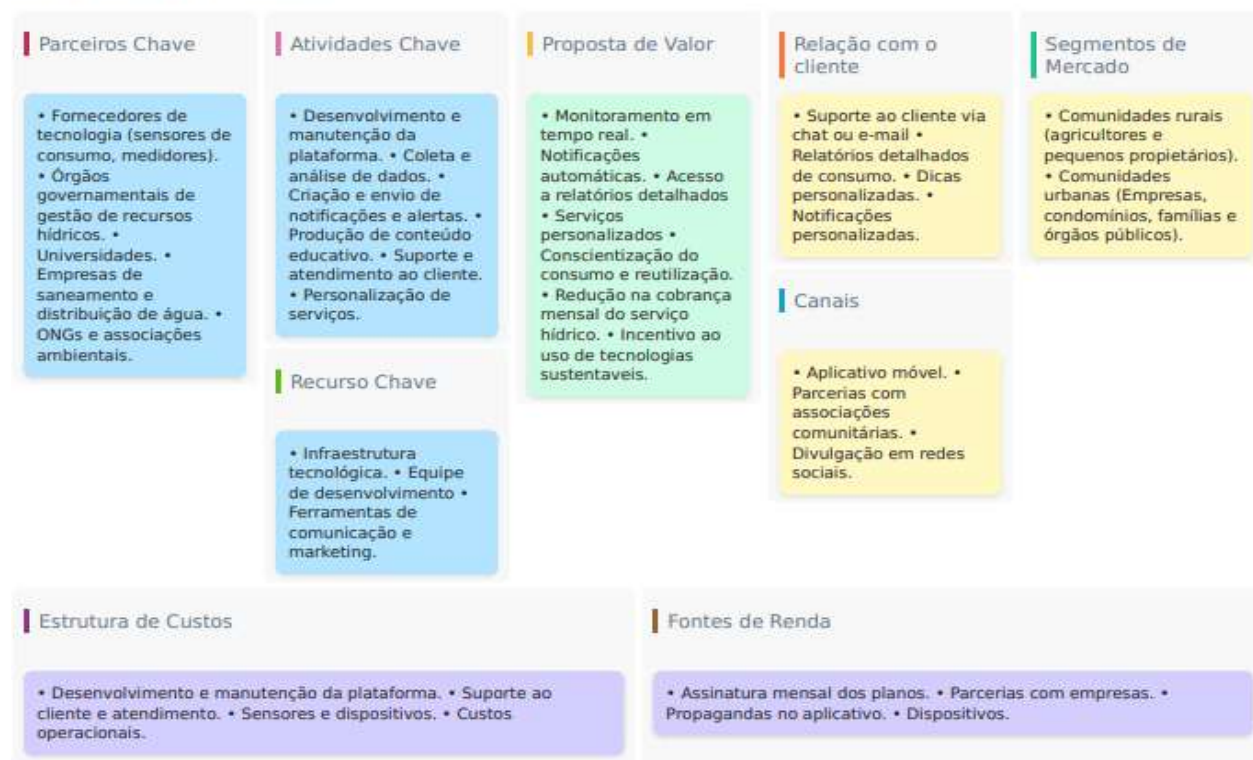 Parceiros Chave
• Fornecedores de
tecnologia (sensores de
consumo, medidores).
• Órgãos
governamentais de
gestão de recursos
hídricos. •
Universidades. •
Empresas de
saneamento e
distribuição de água. •
ONGs e associações
ambientais.
Atividades Chave
• Desenvolvimento e
manutenção da
plataforma. • Coleta e
análise de dados. •
Criação e envio de
notificações e alertas. •
Produção de conteúdo
educativo. • Suporte e
atendimento ao cliente.
• Personalização de
serviços.
Recurso Chave
• Infraestrutura
tecnológica. • Equipe
de desenvolvimento •
Ferramentas de
comunicação e
marketing.
Proposta de Valor
• Monitoramento em
tempo real. •
Notificações
automáticas. • Acesso
a relatórios detalhados
• Serviços
personalizados •
Conscientização do
consumo e reutilização.
• Redução na cobrança
mensal do serviço
hídrico. • Incentivo ao
uso de tecnologias
sustentaveis.
Relação com o
cliente
• Suporte ao cliente via
chat ou e-mail •
Relatórios detalhados
de consumo. • Dicas
personalizadas. •
Notificações
personalizadas.
Canais
• Aplicativo móvel. •
Parcerias com
associações
comunitárias. •
Divulgação em redes
sociais.
Segmentos de
Mercado
• Comunidades rurais
(agricultores e
pequenos propietários).
• Comunidades
urbanas (Empresas,
condomínios, famílias e
órgãos públicos).
Estrutura de Custos
• Desenvolvimento e manutenção da plataforma. • Suporte ao
cliente e atendimento. • Sensores e dispositivos. • Custos
operacionais.
Fontes de Renda
• Assinatura mensal dos planos. • Parcerias com empresas. •
Propagandas no aplicativo. • Dispositivos.